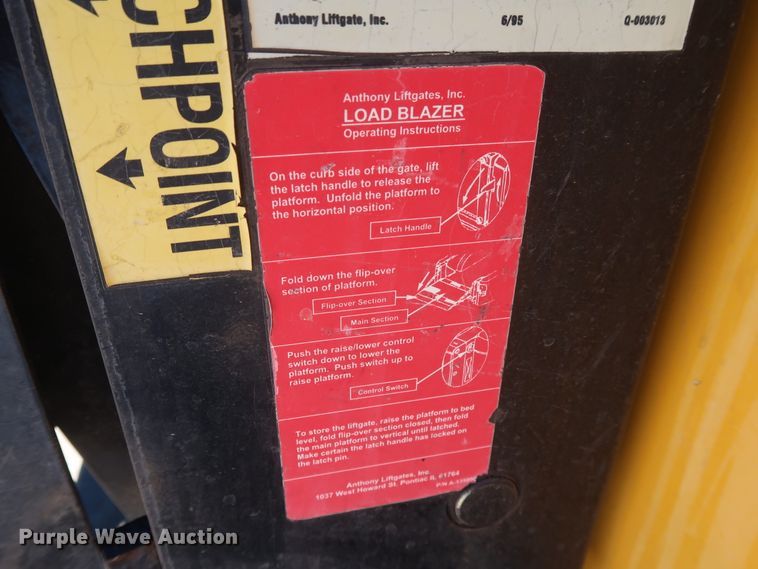 Anthony Liftgate, Inc. 6/95 Q-003013
CHPOINT
Anthony Liftgates, Inc.
LOAD BLAZER
Operating Instructions
On the curb side of the gate, lift
the latch handle to release the
platform. Unfold the platform to
the horizontal position.
Latch Handle
Fold down the flip-over
section of platform.
Flip-over Section
Main Section
Push the raise/lower control
switch down to lower the
platform. Push switch up to
raise platform.
Control Switch
To store the liftgate, raise the platform to bed
level, fold flip-over section closed, then fold
the main platform to vertical until latched.
Make certain the latch handle has locked on
the latch pin.
Anthony Liftgates, Inc.
1037 West Howard St. Pontiac IL 61764
P/N
Purple Wave Auction